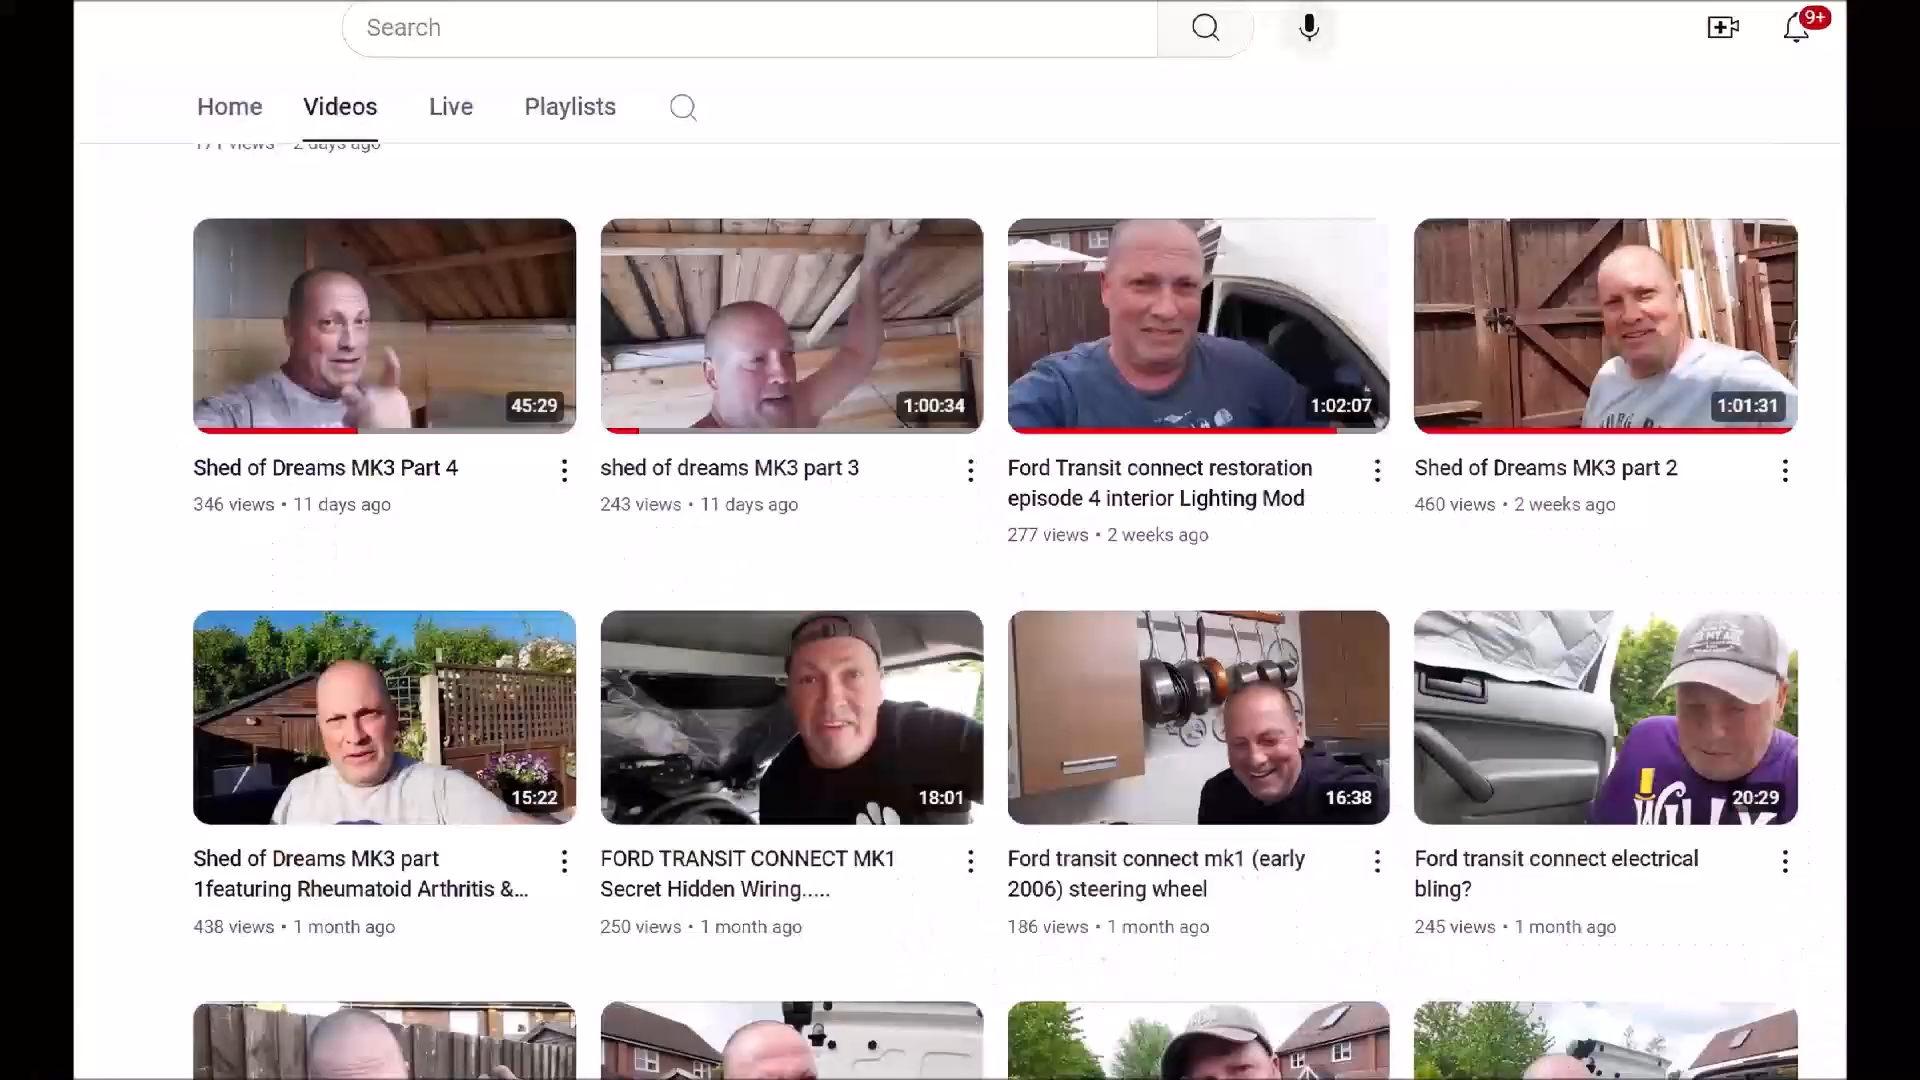 Search
9+
Home
Videos
Live
Playlists
171 views • 2 days ago
45:29
1:00:34
1:02:07
1:01:31
Shed of Dreams MK3 Part 4
346 views • 11 days ago
shed of dreams MK3 part 3
243 views • 11 days ago
Ford Transit connect restoration
episode 4 interior Lighting Mod
277 views • 2 weeks ago
Shed of Dreams MK3 part 2
460 views • 2 weeks ago
15:22
18:01
16:38
20:29
Shed of Dreams MK3 part
1featuring Rheumatoid Arthritis &...
438 views • 1 month ago
FORD TRANSIT CONNECT MK1
Secret Hidden Wiring.....
250 views • 1 month ago
Ford transit connect mk1 (early
2006) steering wheel
186 views • 1 month ago
Ford transit connect electrical
bling?
245 views • 1 month ago